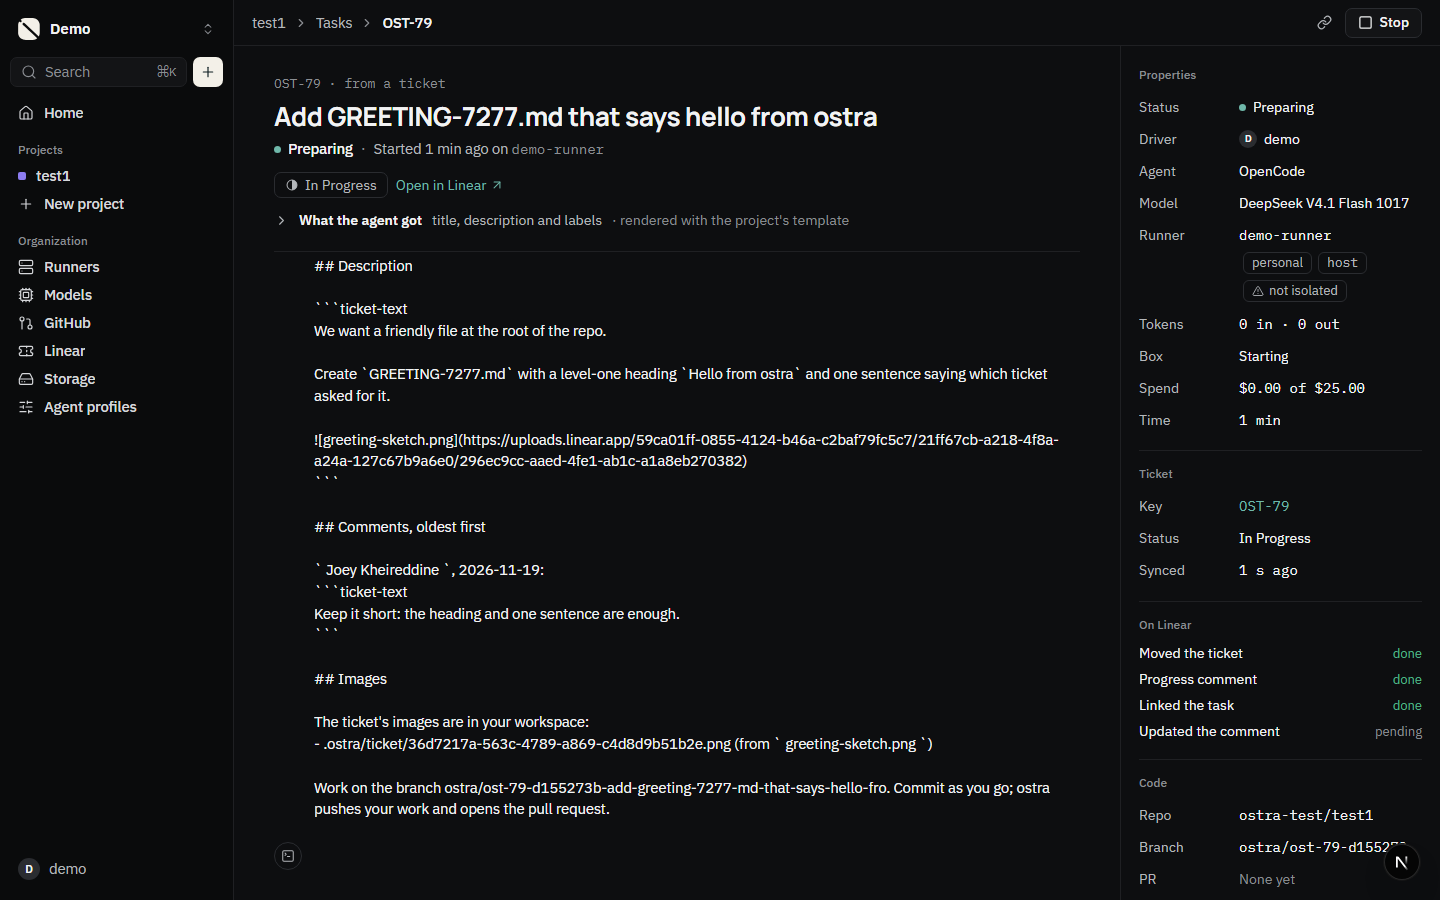 Demo
Search ⌘K
Home
Projects
test1
New project
Organization
Runners
Models
GitHub
Linear
Storage
Agent profiles
D demo
test1 > Tasks > OST-79
Stop
OST-79 · from a ticket
Add GREETING-7277.md that says hello from ostra
Preparing · Started 1 min ago on demo-runner
In Progress Open in Linear ↗
What the agent got title, description and labels · rendered with the project's template
## Description
```ticket-text
We want a friendly file at the root of the repo.
Create `GREETING-7277.md` with a level-one heading `Hello from ostra` and one sentence saying which ticket
asked for it.
![greeting-sketch.png](https://uploads.linear.app/59ca01ff-0855-4124-b46a-c2baf79fc5c7/21ff67cb-a218-4f8a-
a24a-127c67b9a6e0/296ec9cc-aaed-4fe1-ab1c-a1a8eb270382)
```
## Comments, oldest first
` Joey Kheireddine `, 2026-11-19:
```ticket-text
Keep it short: the heading and one sentence are enough.
```
## Images
The ticket's images are in your workspace:
- .ostra/ticket/36d7217a-563c-4789-a869-c4d8d9b51b2e.png (from ` greeting-sketch.png `)
Work on the branch ostra/ost-79-d155273b-add-greeting-7277-md-that-says-hello-fro. Commit as you go; ostra
pushes your work and opens the pull request.
Properties
Status Preparing
Driver D demo
Agent OpenCode
Model DeepSeek V4.1 Flash 1017
Runner demo-runner
personal host
not isolated
Tokens 0 in · 0 out
Box Starting
Spend $0.00 of $25.00
Time 1 min
Ticket
Key OST-79
Status In Progress
Synced 1 s ago
On Linear
Moved the ticket done
Progress comment done
Linked the task done
Updated the comment pending
Code
Repo ostra-test/test1
Branch ostra/ost-79-d15527
N
PR None yet